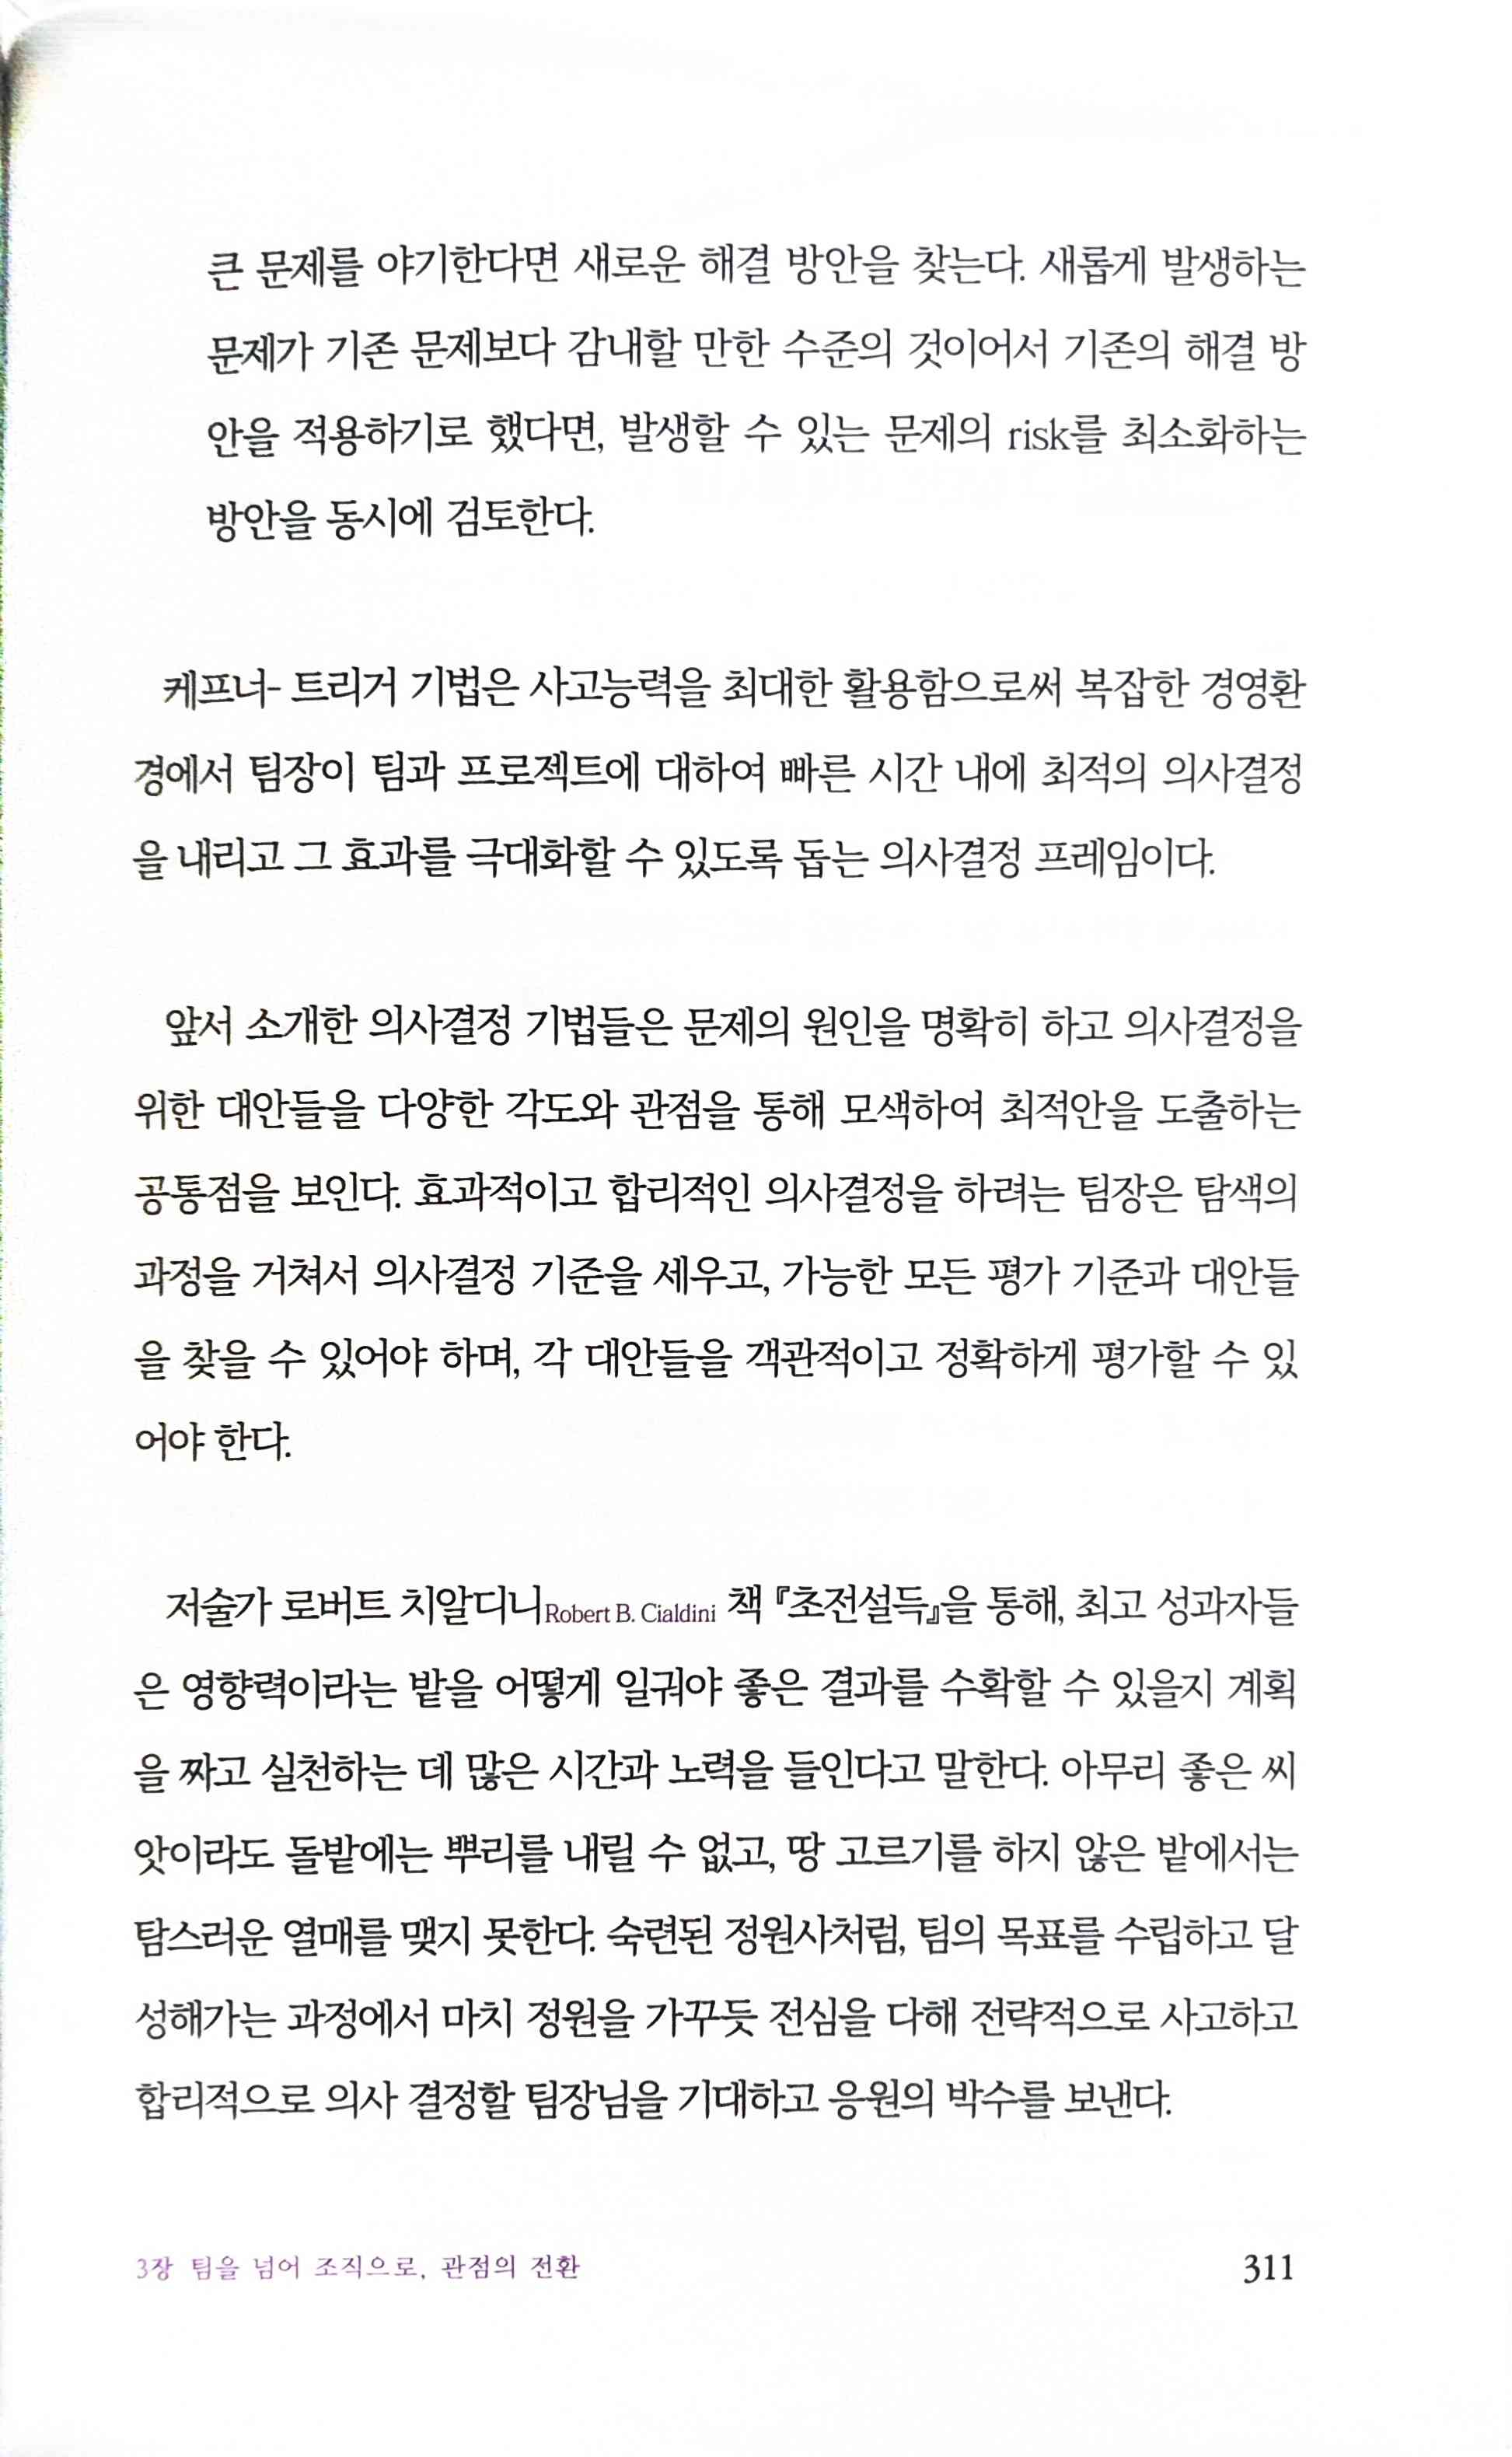 큰 문제를 야기한다면 새로운 해결 방안을 찾는다. 새롭게 발생하는
문제가 기존 문제보다 감내할 만한 수준의 것이어서 기존의 해결 방
안을 적용하기로 했다면, 발생할 수 있는 문제의 risk를 최소화하는
방안을 동시에 검토한다.
케프너- 트리거 기법은 사고능력을 최대한 활용함으로써 복잡한 경영환
경에서 팀장이 팀과 프로젝트에 대하여 빠른 시간 내에 최적의 의사결정
을 내리고 그 효과를 극대화할 수 있도록 돕는 의사결정 프레임이다.
앞서 소개한 의사결정 기법들은 문제의 원인을 명확히 하고 의사결정을
위한 대안들을 다양한 각도와 관점을 통해 모색하여 최적안을 도출하는
공통점을 보인다. 효과적이고 합리적인 의사결정을 하려는 팀장은 탐색의
과정을 거쳐서 의사결정 기준을 세우고, 가능한 모든 평가 기준과 대안들
을 찾을 수 있어야 하며, 각 대안들을 객관적이고 정확하게 평가할 수 있
어야 한다.
저술가 로버트 치알디니Robert B. Cialdini 책 『초전설득』을 통해, 최고 성과자들
은 영향력이라는 밭을 어떻게 일궈야 좋은 결과를 수확할 수 있을지 계획
을 짜고 실천하는 데 많은 시간과 노력을 들인다고 말한다. 아무리 좋은 씨
앗이라도 돌밭에는 뿌리를 내릴 수 없고, 땅 고르기를 하지 않은 밭에서는
탐스러운 열매를 맺지 못한다. 숙련된 정원사처럼, 팀의 목표를 수립하고 달
성해가는 과정에서 마치 정원을 가꾸듯 전심을 다해 전략적으로 사고하고
합리적으로 의사 결정할 팀장님을 기대하고 응원의 박수를 보낸다.
3장 팀을 넘어 조직으로, 관점의 전환 311